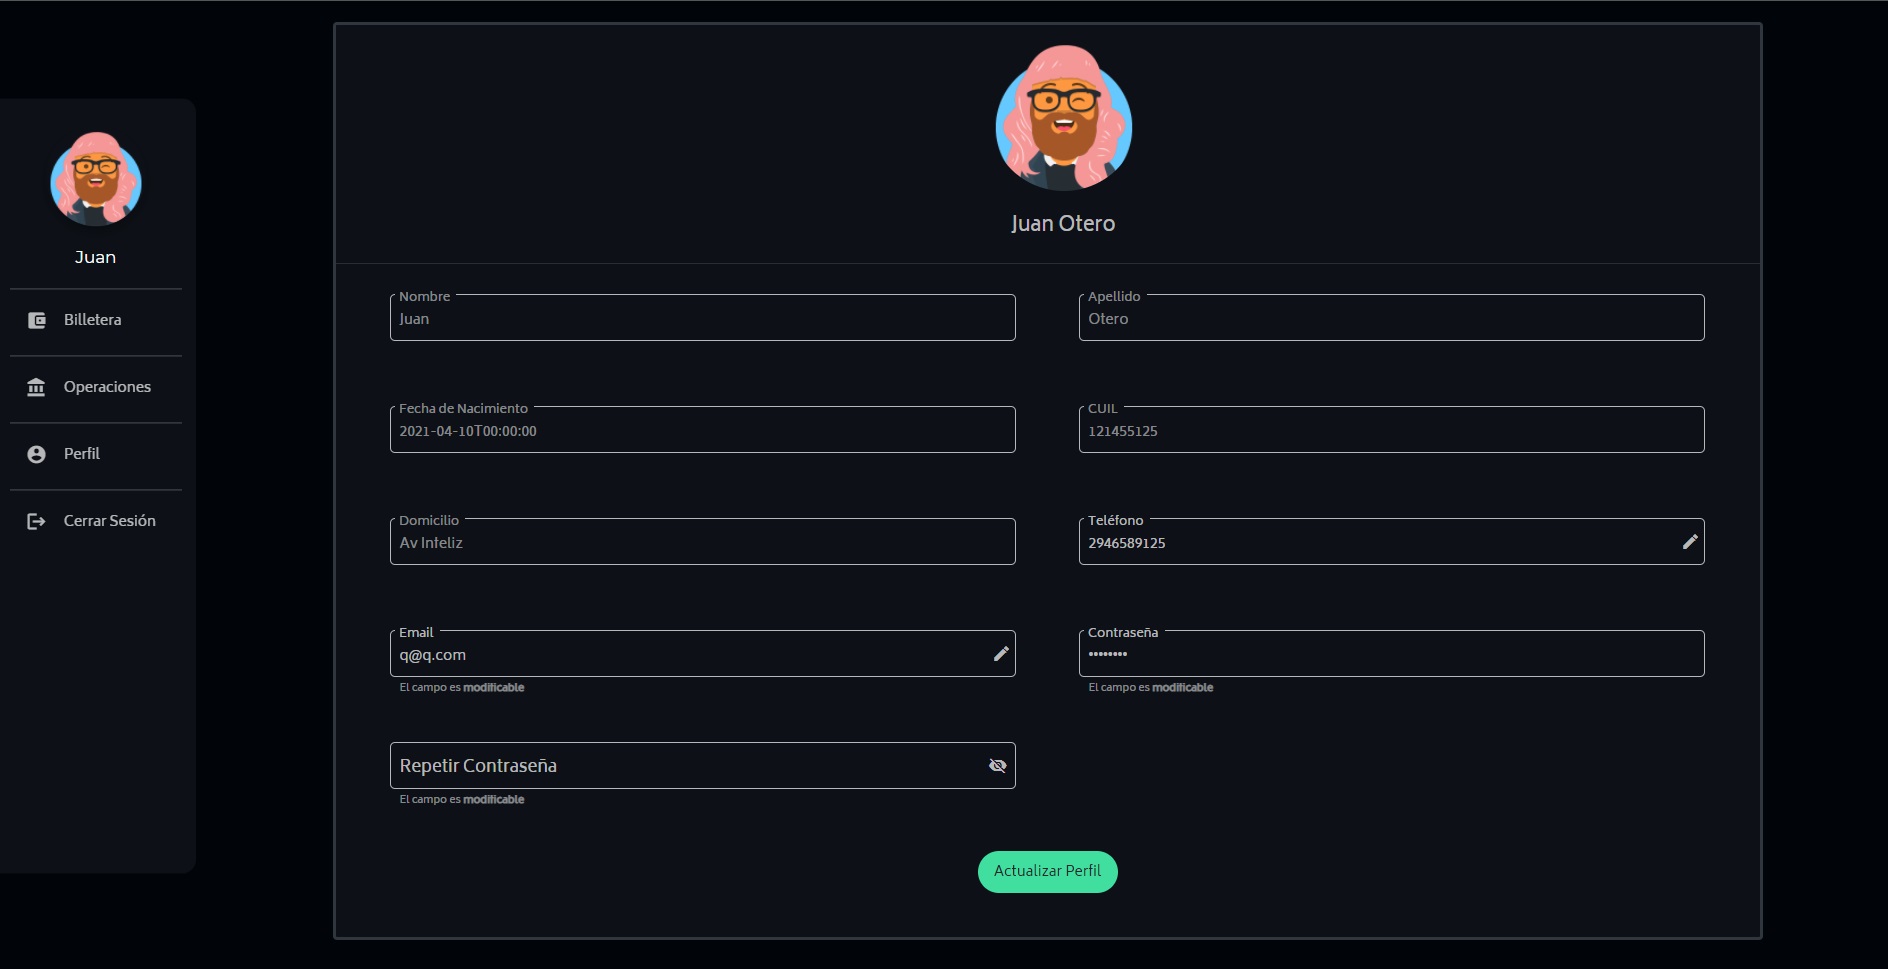 Juan
Billetera
Operaciones
Perfil
Cerrar Sesión
Juan Otero
Nombre
Juan
Apellido
Otero
Fecha de Nacimiento
2021-04-10T00:00:00
CUIL
121455125
Domicilio
Av Infeliz
Teléfono
2946589125
Email
q@q.com
El campo es modificable
Contraseña
••••••••
El campo es modificable
Repetir Contraseña
El campo es modificable
Actualizar Perfil